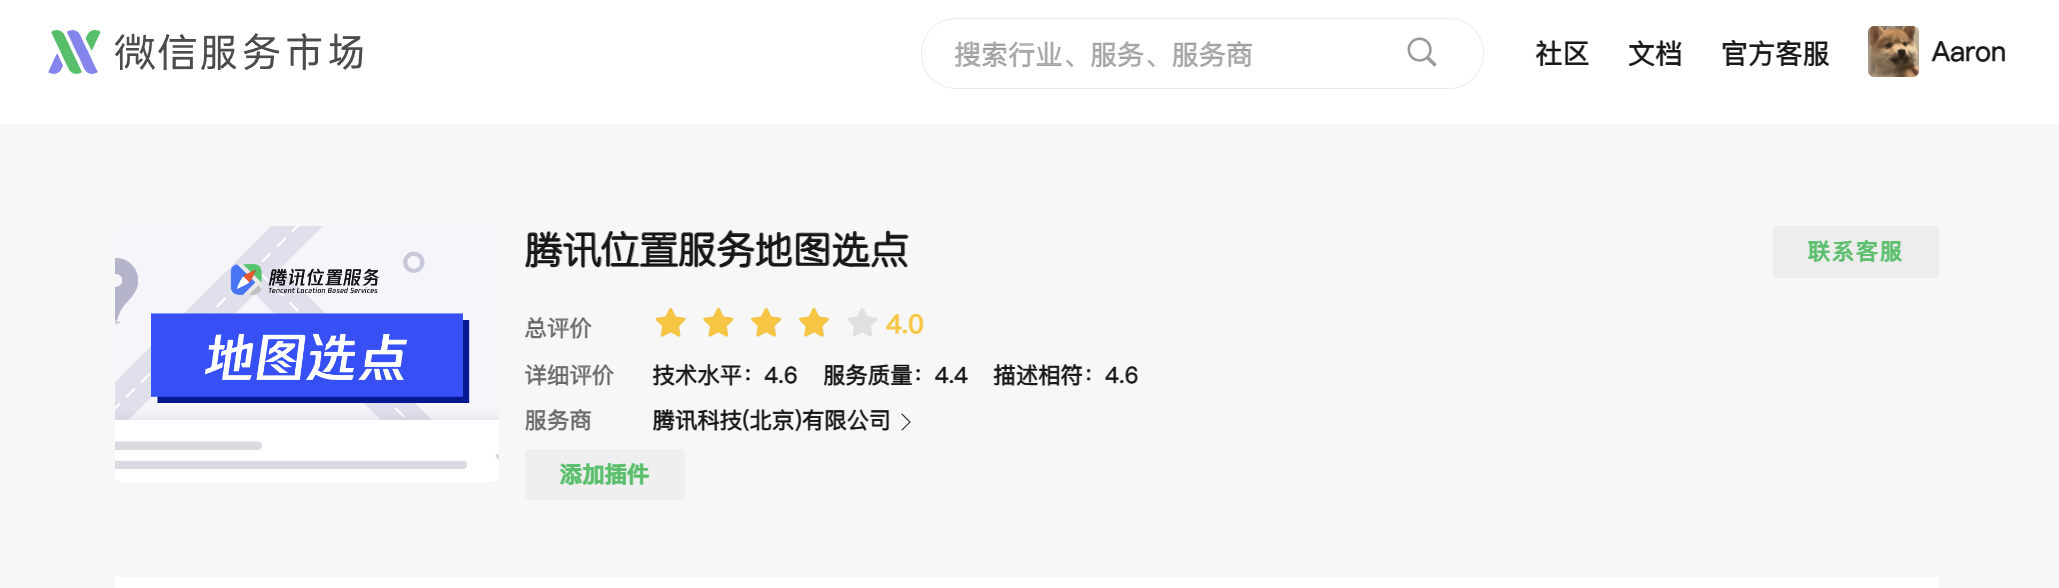 微信服务市场
搜索行业、服务、服务商
社区 文档 官方客服 Aaron
腾讯位置服务
Tencent Location Based Services
地图选点
腾讯位置服务地图选点
联系客服
总评价 4.0
详细评价 技术水平：4.6 服务质量：4.4 描述相符：4.6
服务商 腾讯科技(北京)有限公司 >
添加插件